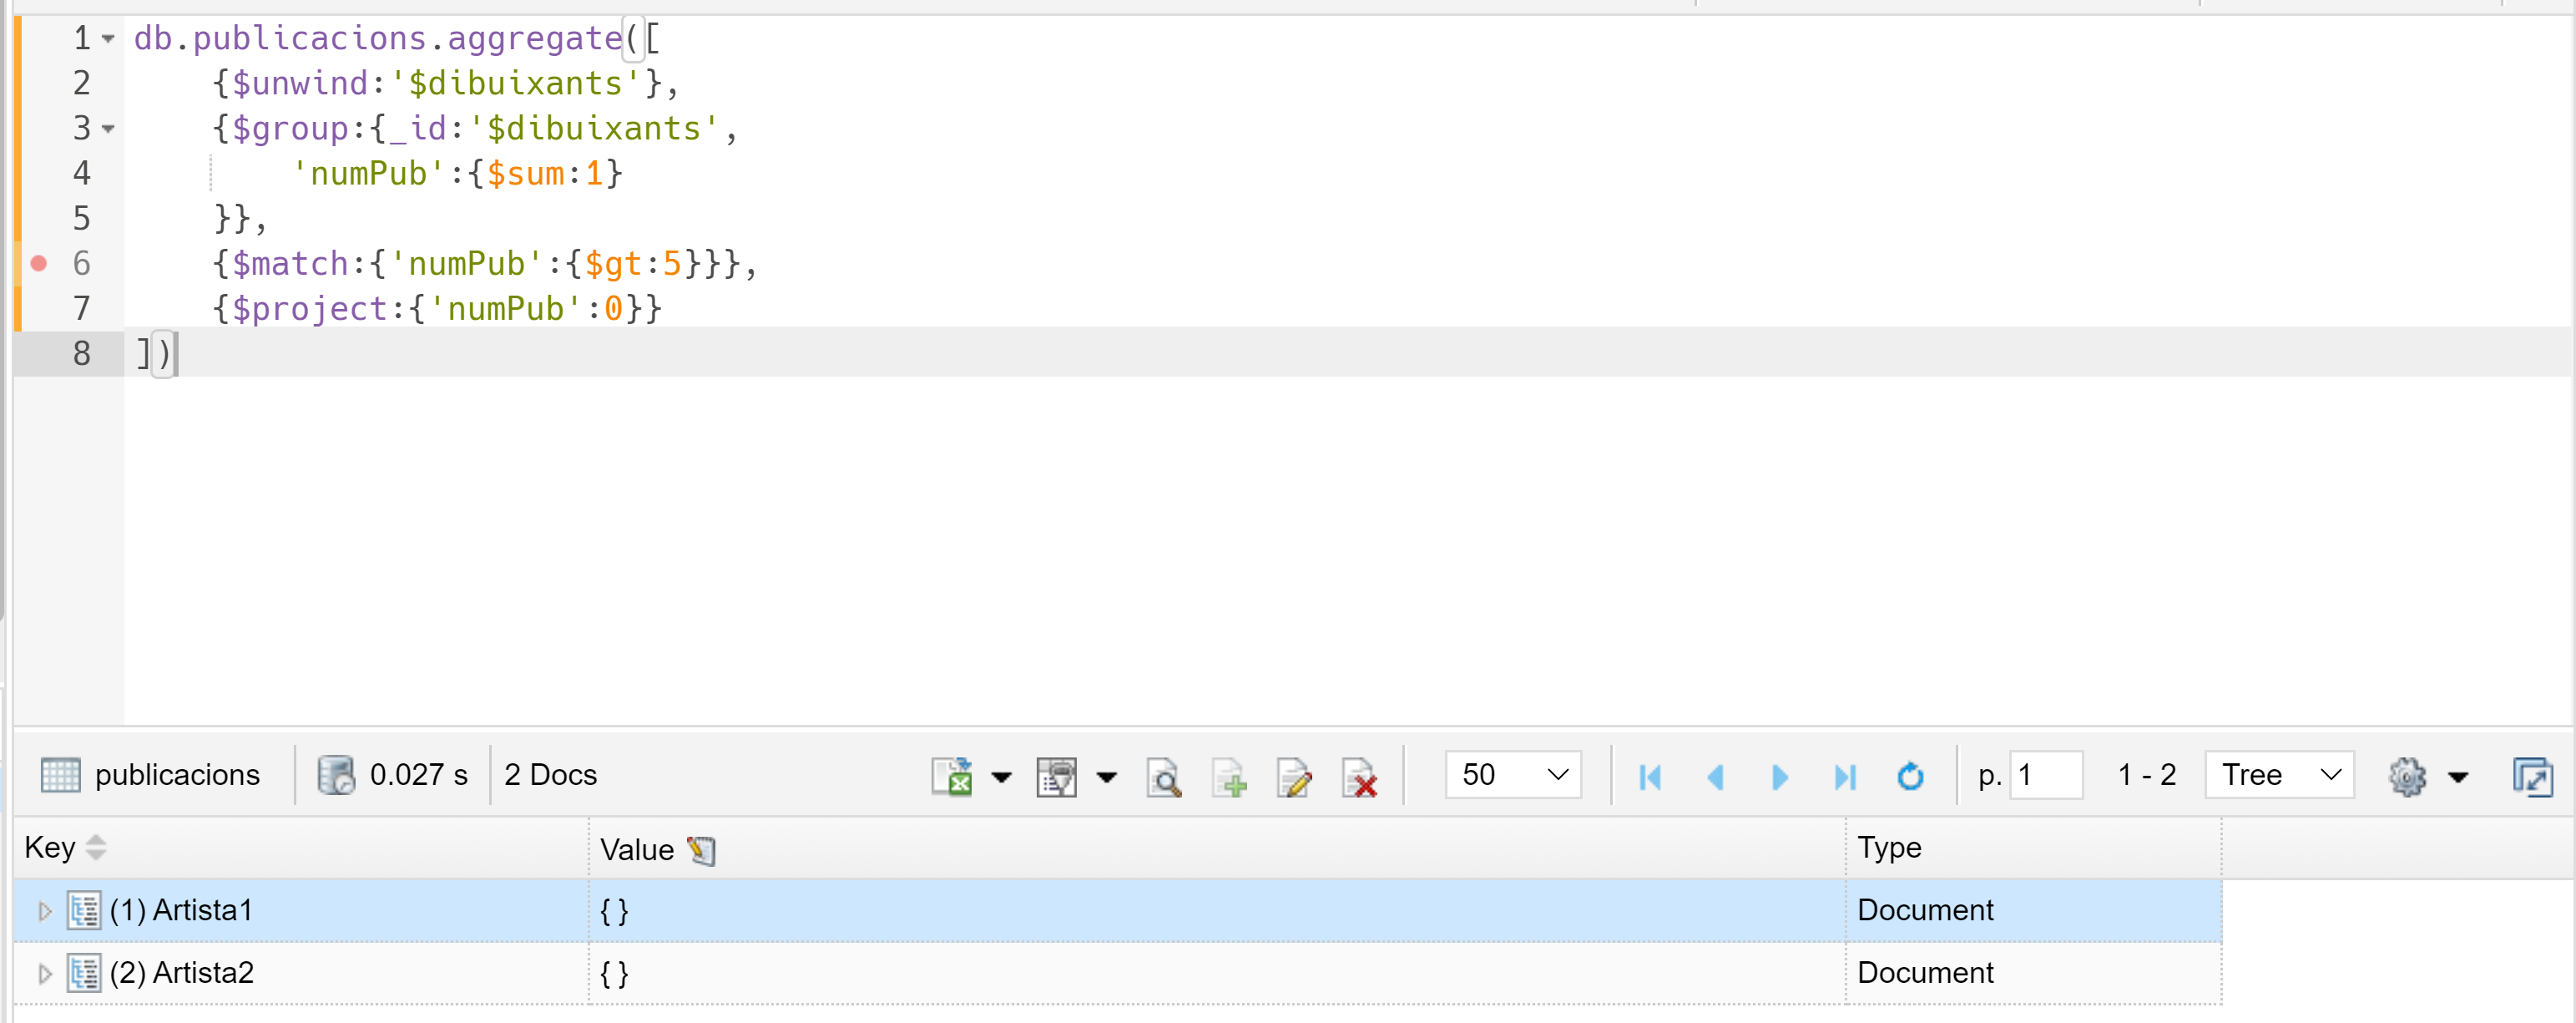 1 db.publicacions.aggregate([
2 {$unwind:'$dibuixants'},
3 {$group:{_id:'$dibuixants',
4 'numPub':{$sum:1}
5 }},
6 {$match:{'numPub':{$gt:5}}},
7 {$project:{'numPub':0}}
8 ])
publicacions 0.027 s 2 Docs 50 p. 1 1 - 2 Tree
Key Value Type
(1) Artista1 { } Document
(2) Artista2 { } Document